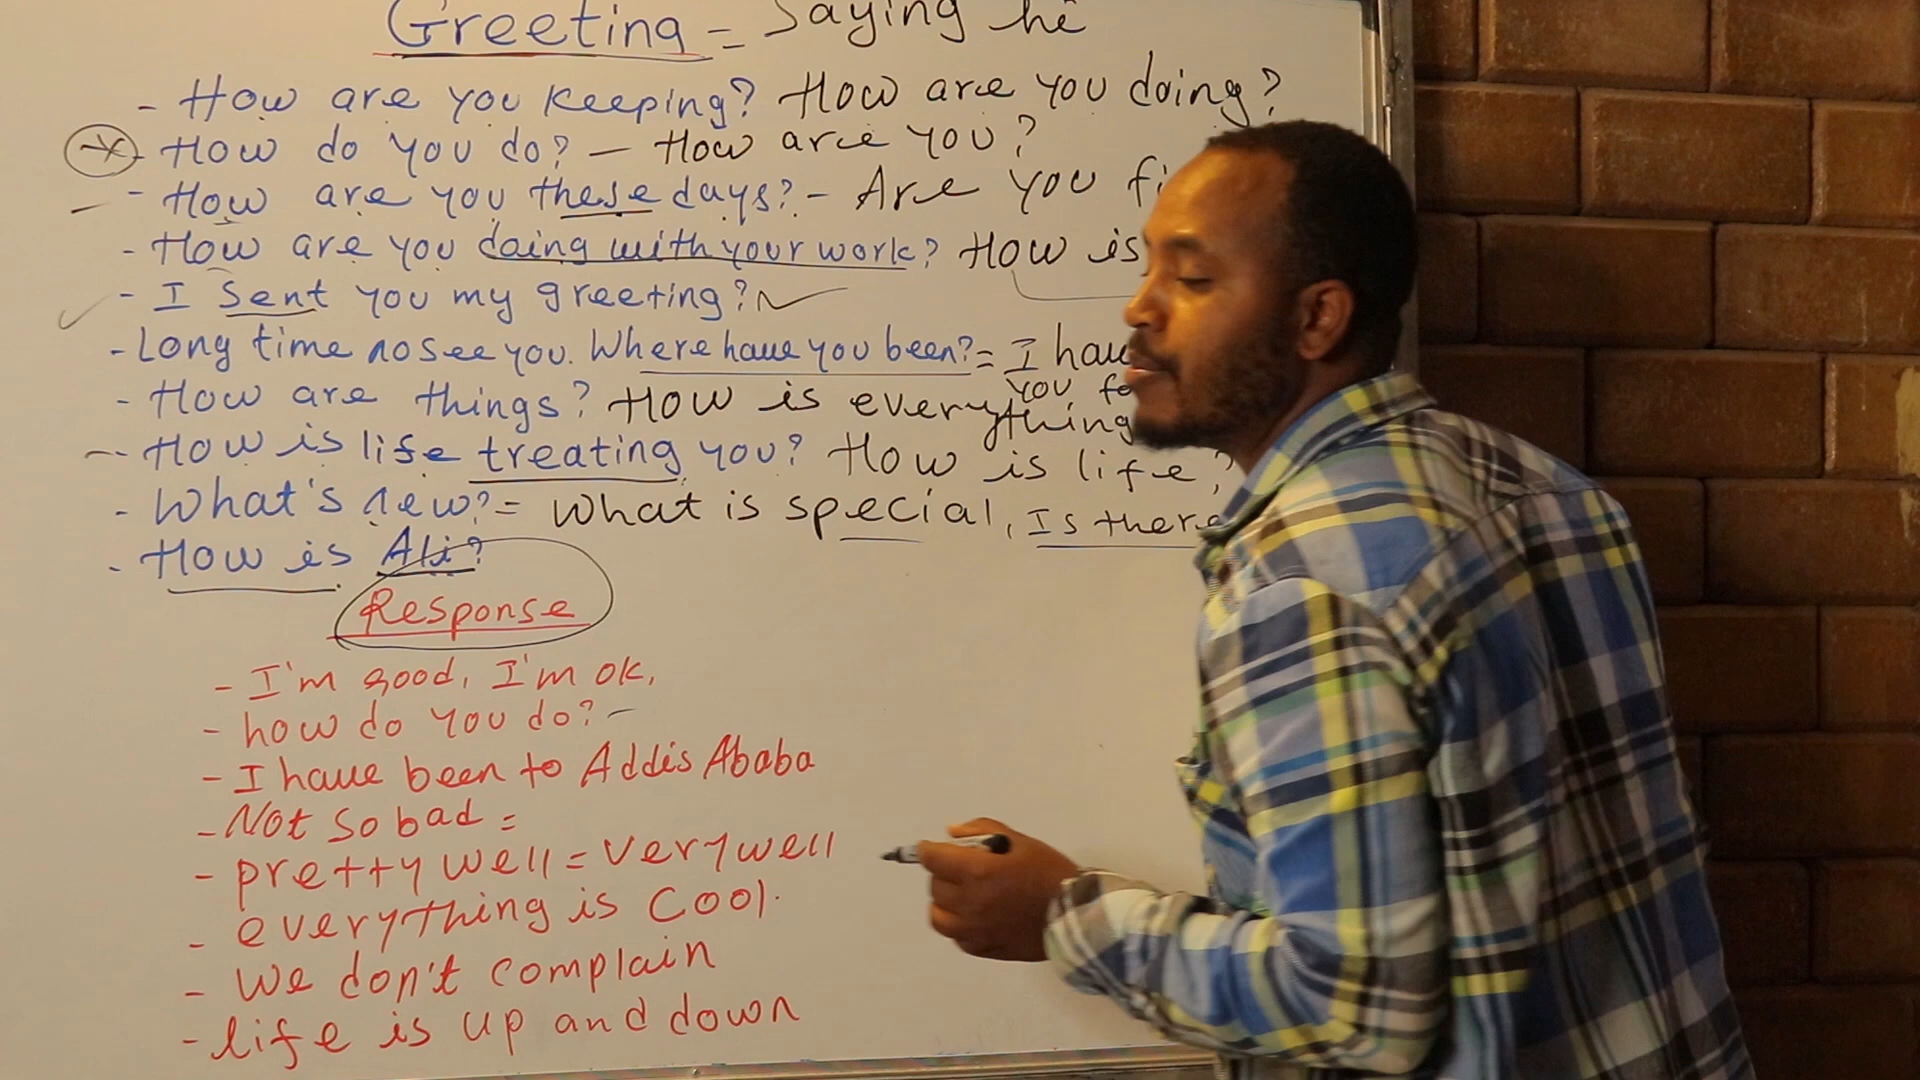 Greeting = Saying hi
- How are you keeping? How are you doing?
- How do you do? - How are you?
- How are you these days? - Are you
- How are you doing with your work? How is
- I sent you my greeting?
- Long time no see you. Where have you been? = I
you
- How are things? How is everything
- How is life treating you? How is life?
- What's new? = What is special, Is there
- How is Ali?
Response
- I'm good, I'm ok,
- how do you do? -
- I have been to Addis Ababa
- Not so bad =
- pretty well = very well
- everything is cool.
- We don't complain
- life is up and down